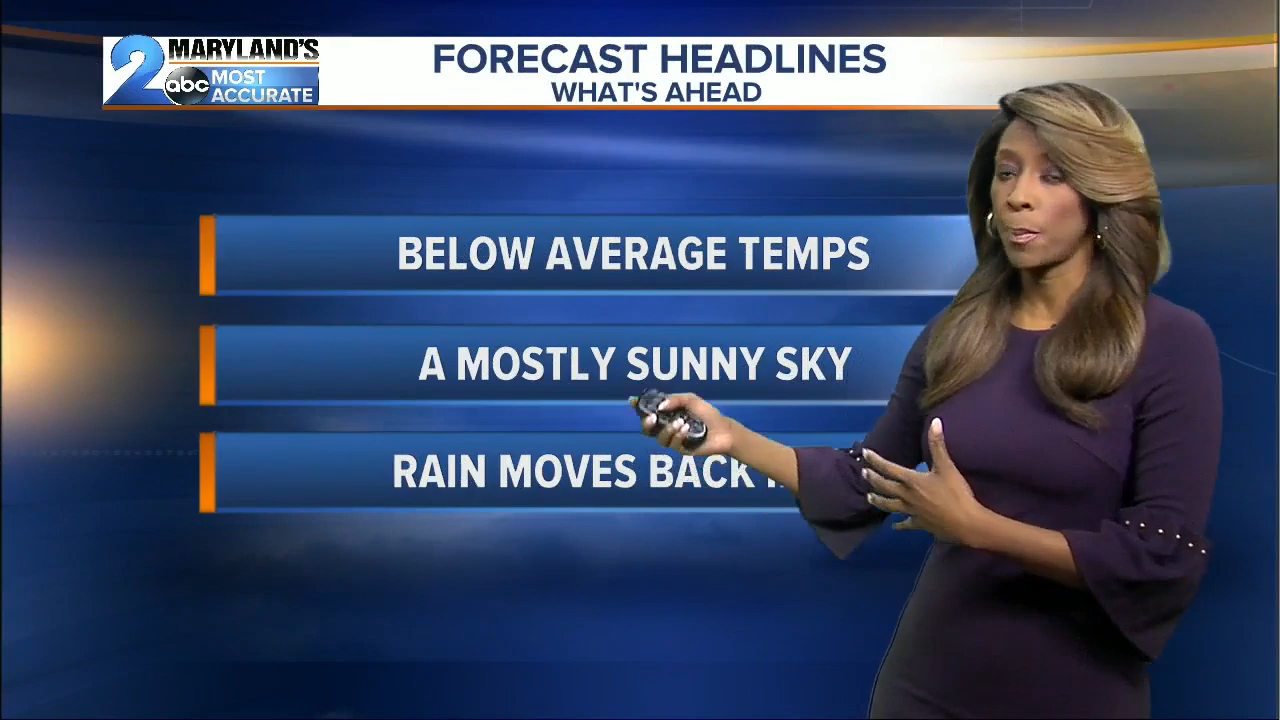 2
MARYLAND'S
abc
MOST
ACCURATE
FORECAST HEADLINES
WHAT'S AHEAD
BELOW AVERAGE TEMPS
A MOSTLY SUNNY SKY
RAIN MOVES BACK